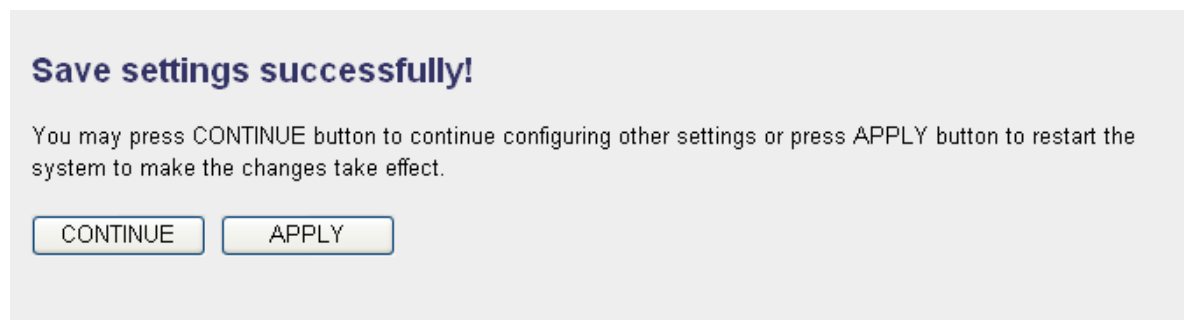 Save settings successfully!
You may press CONTINUE button to continue configuring other settings or press APPLY button to restart the
system to make the changes take effect.
CONTINUE
APPLY